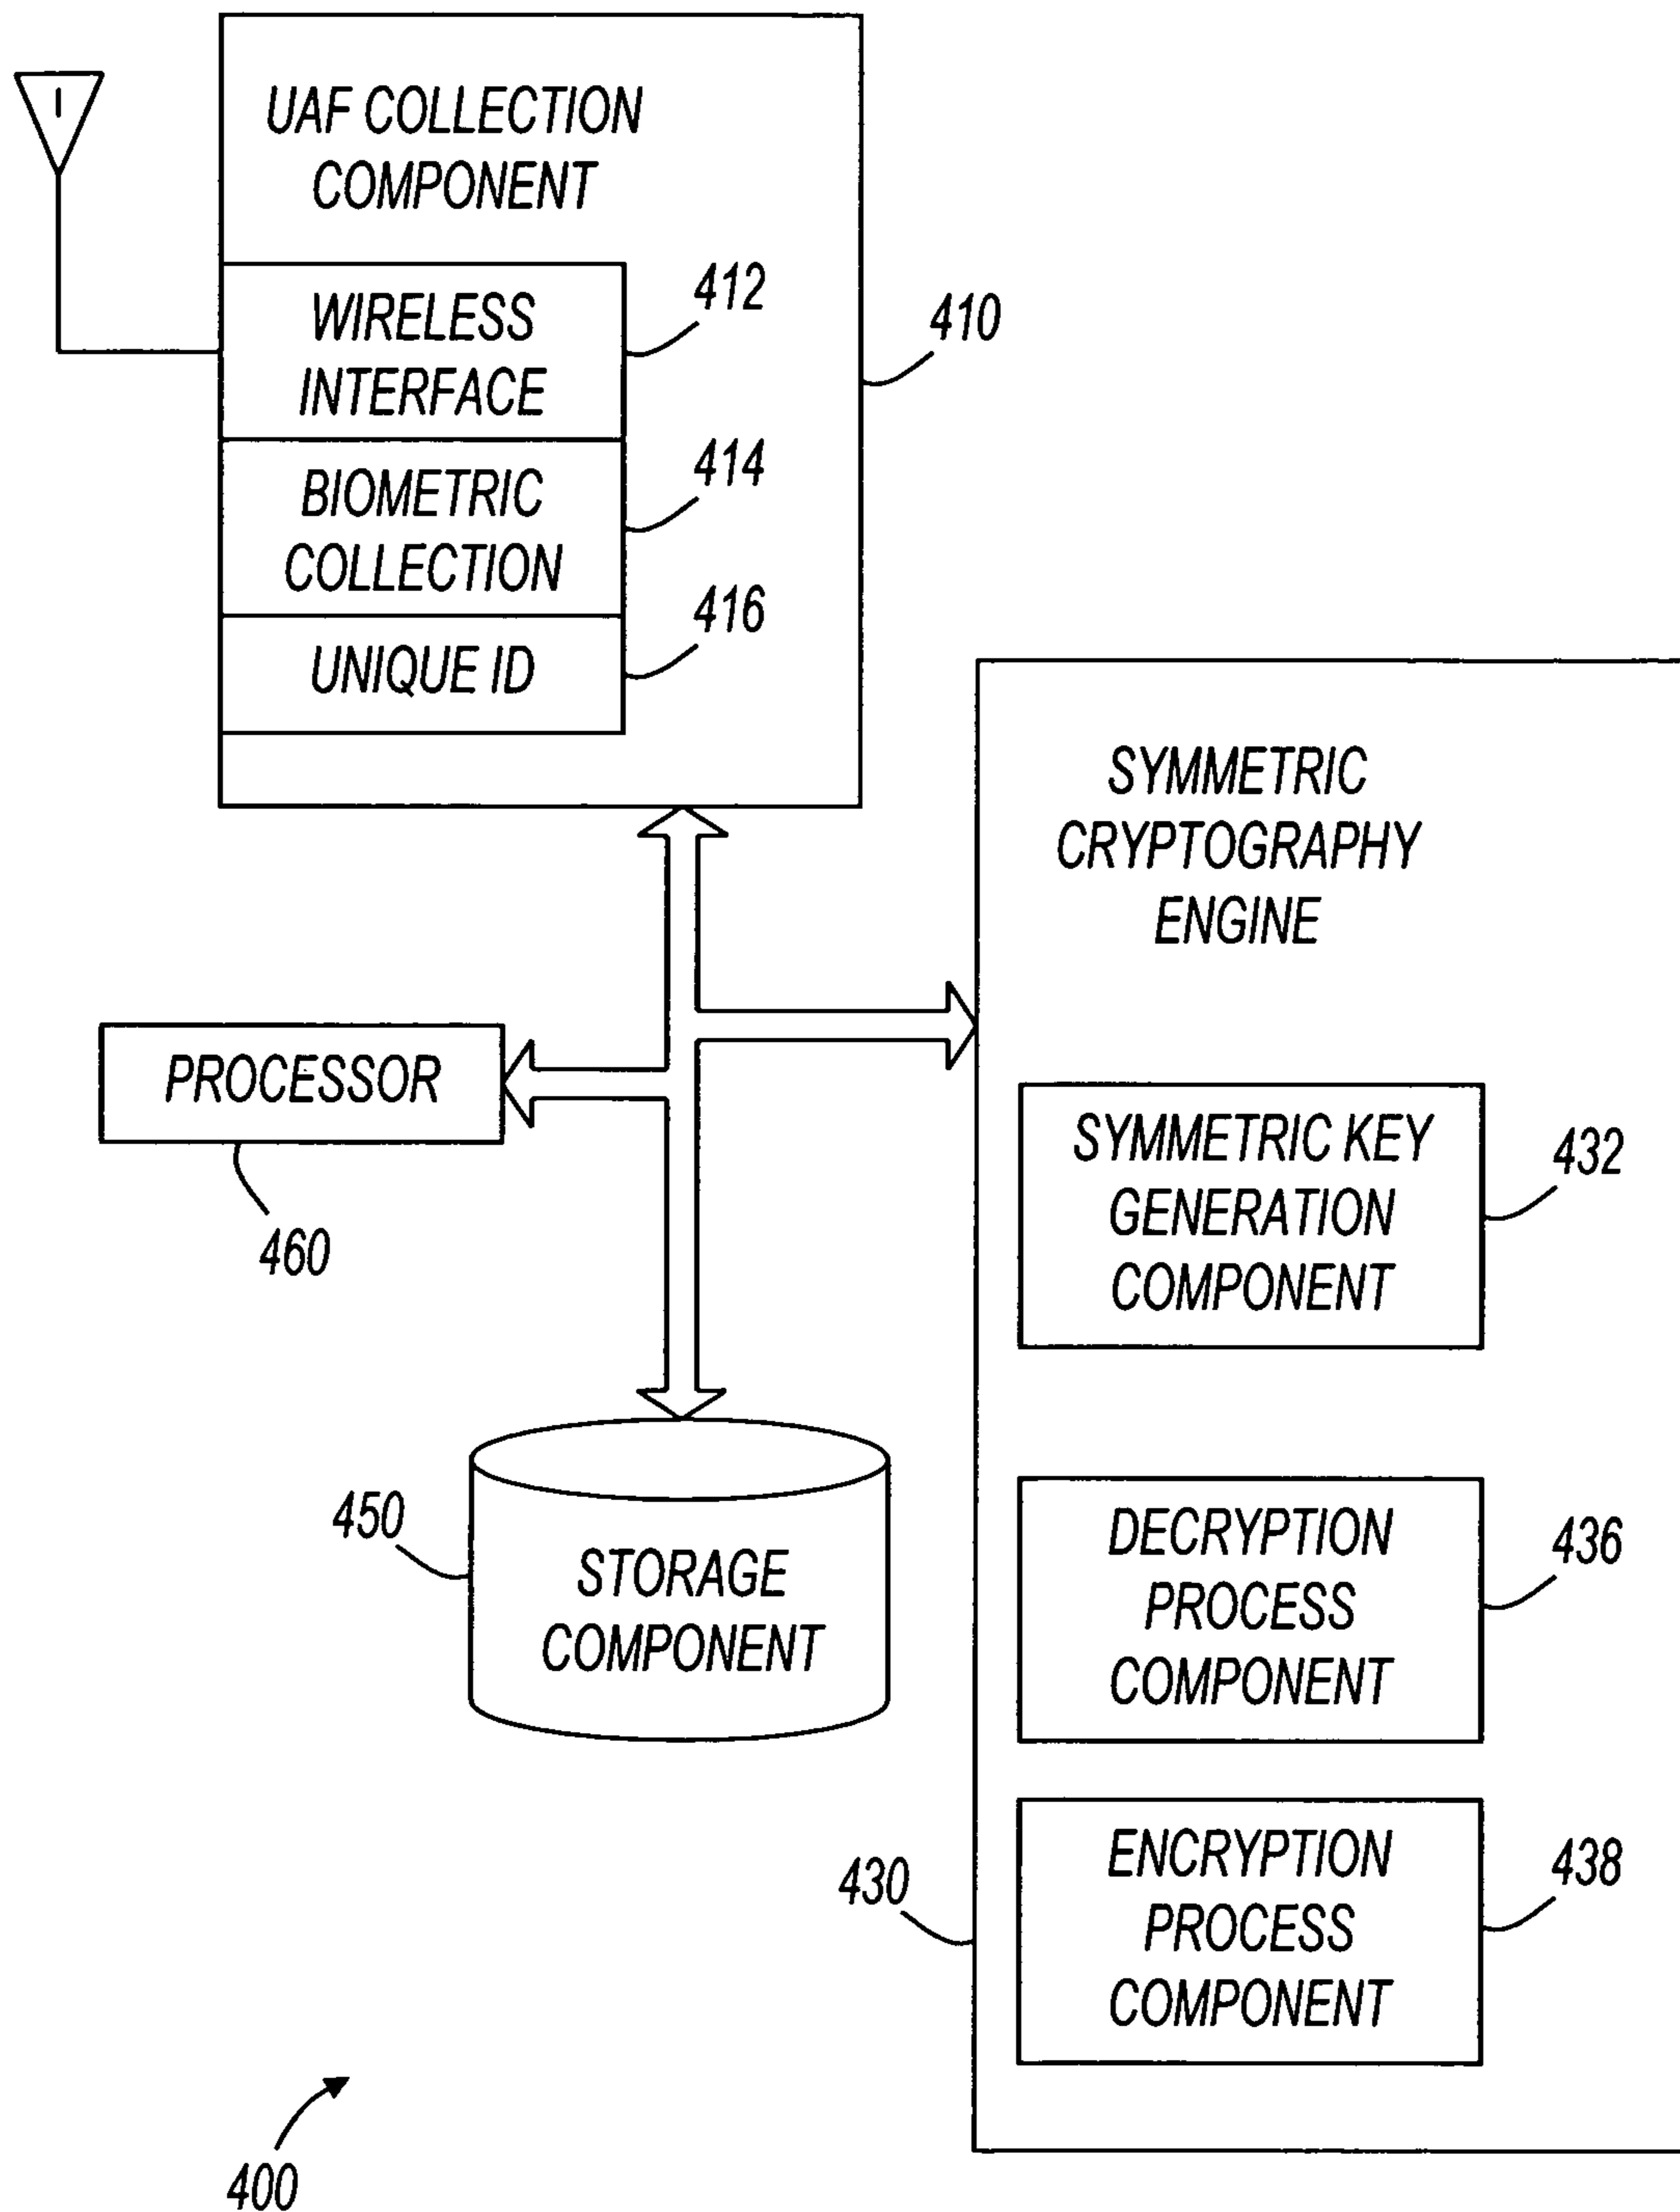 UAF COLLECTION
COMPONENT
WIRELESS
INTERFACE
412
410
BIOMETRIC
COLLECTION
414
UNIQUE ID
416
SYMMETRIC
CRYPTOGRAPHY
ENGINE
PROCESSOR
460
SYMMETRIC KEY
GENERATION
COMPONENT
432
450
STORAGE
COMPONENT
DECRYPTION
PROCESS
COMPONENT
436
430
ENCRYPTION
PROCESS
COMPONENT
438
400